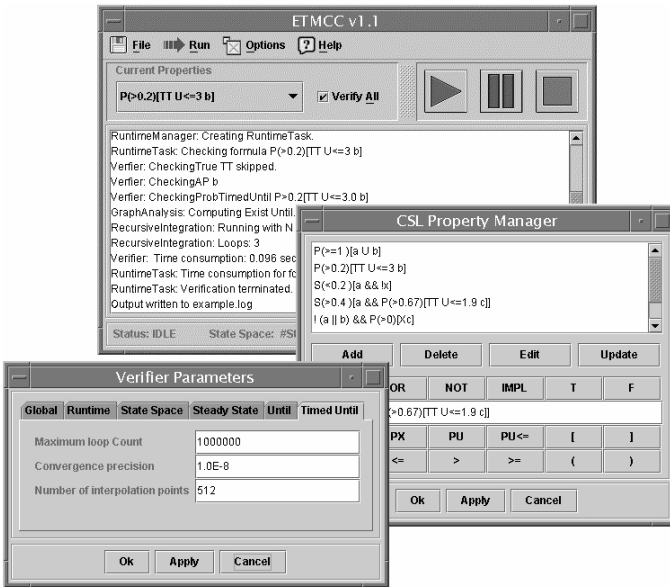 ETMCC v1.1
File Run Options Help
Current Properties
P(>0.2)[TT U<=3 b] Verify All
RuntimeManager: Creating RuntimeTask.
RuntimeTask: Checking formula P(>0.2)[TT U<=3 b]
Verfier: CheckingTrue TT skipped.
Verfier: CheckingAP b
Verfier: CheckingProbTimedUntil P>0.2[TT U<=3.0 b]
GraphAnalysis: Computing Exist Until.
RecursiveIntegration: Running with N
RecursiveIntegration: Loops: 3
Verifier: Time consumption: 0.096 sec
RuntimeTask: Time consumption for fo
RuntimeTask: Verification terminated.
Output written to example.log
Status: IDLE State Space: #St
CSL Property Manager
P(>=1 )[a U b]
P(>0.2)[TT U<=3 b]
S(<0.2 )[a && !x]
S(>0.4 )[a && P(>0.67)[TT U<=1.9 c]]
! (a || b) && P(>0)[Xc]
Add Delete Edit Update
OR NOT IMPL T F
(>0.67)[TT U<=1.9 c]]
PX PU PU<= [ ]
<= > >= ( )
Ok Apply Cancel
Verifier Parameters
Global Runtime State Space Steady State Until Timed Until
Maximum loop Count 1000000
Convergence precision 1.0E-8
Number of interpolation points 512
Ok Apply Cancel